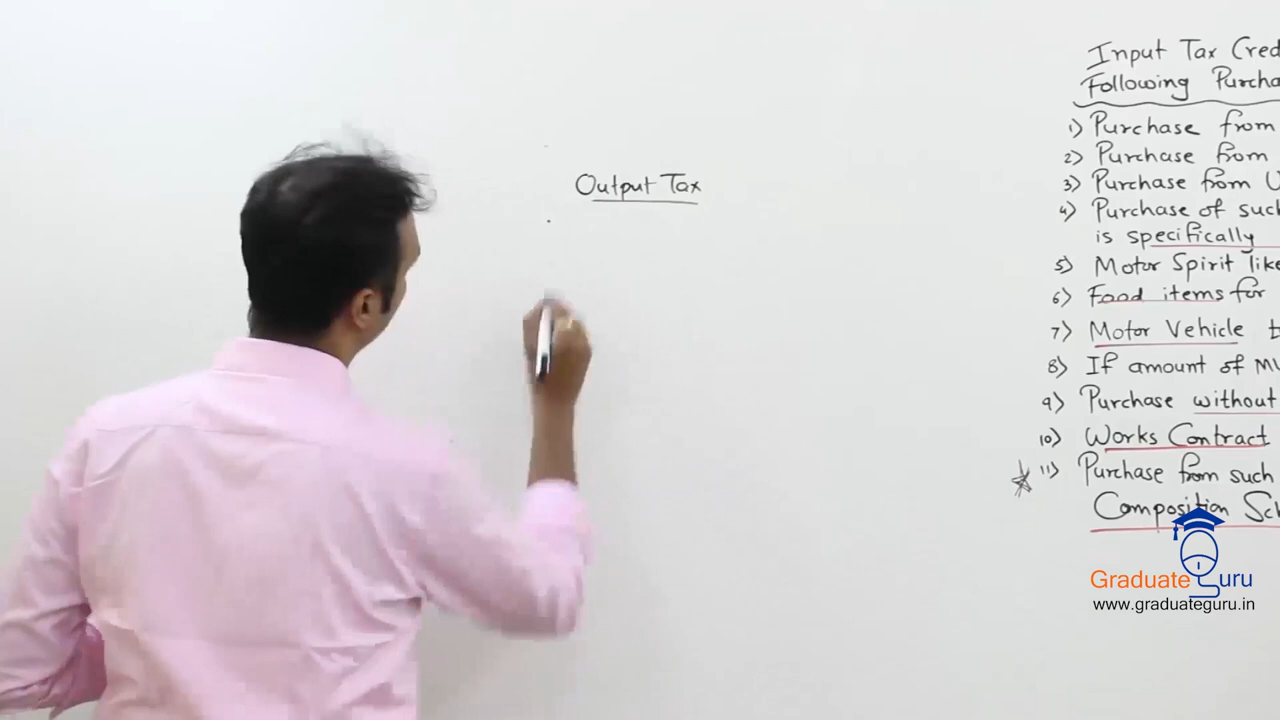 Output Tax
Input Tax Cred
Following Purcha
1) Purchase from
2) Purchase from
3) Purchase from U
4) Purchase of such
is specifically
5) Motor Spirit like
6) Food items for
7) Motor Vehicle
8) If amount of
9) Purchase without
10) Works Contract
11) Purchase from such
Composition Sch
Graduate Guru
www.graduateguru.in